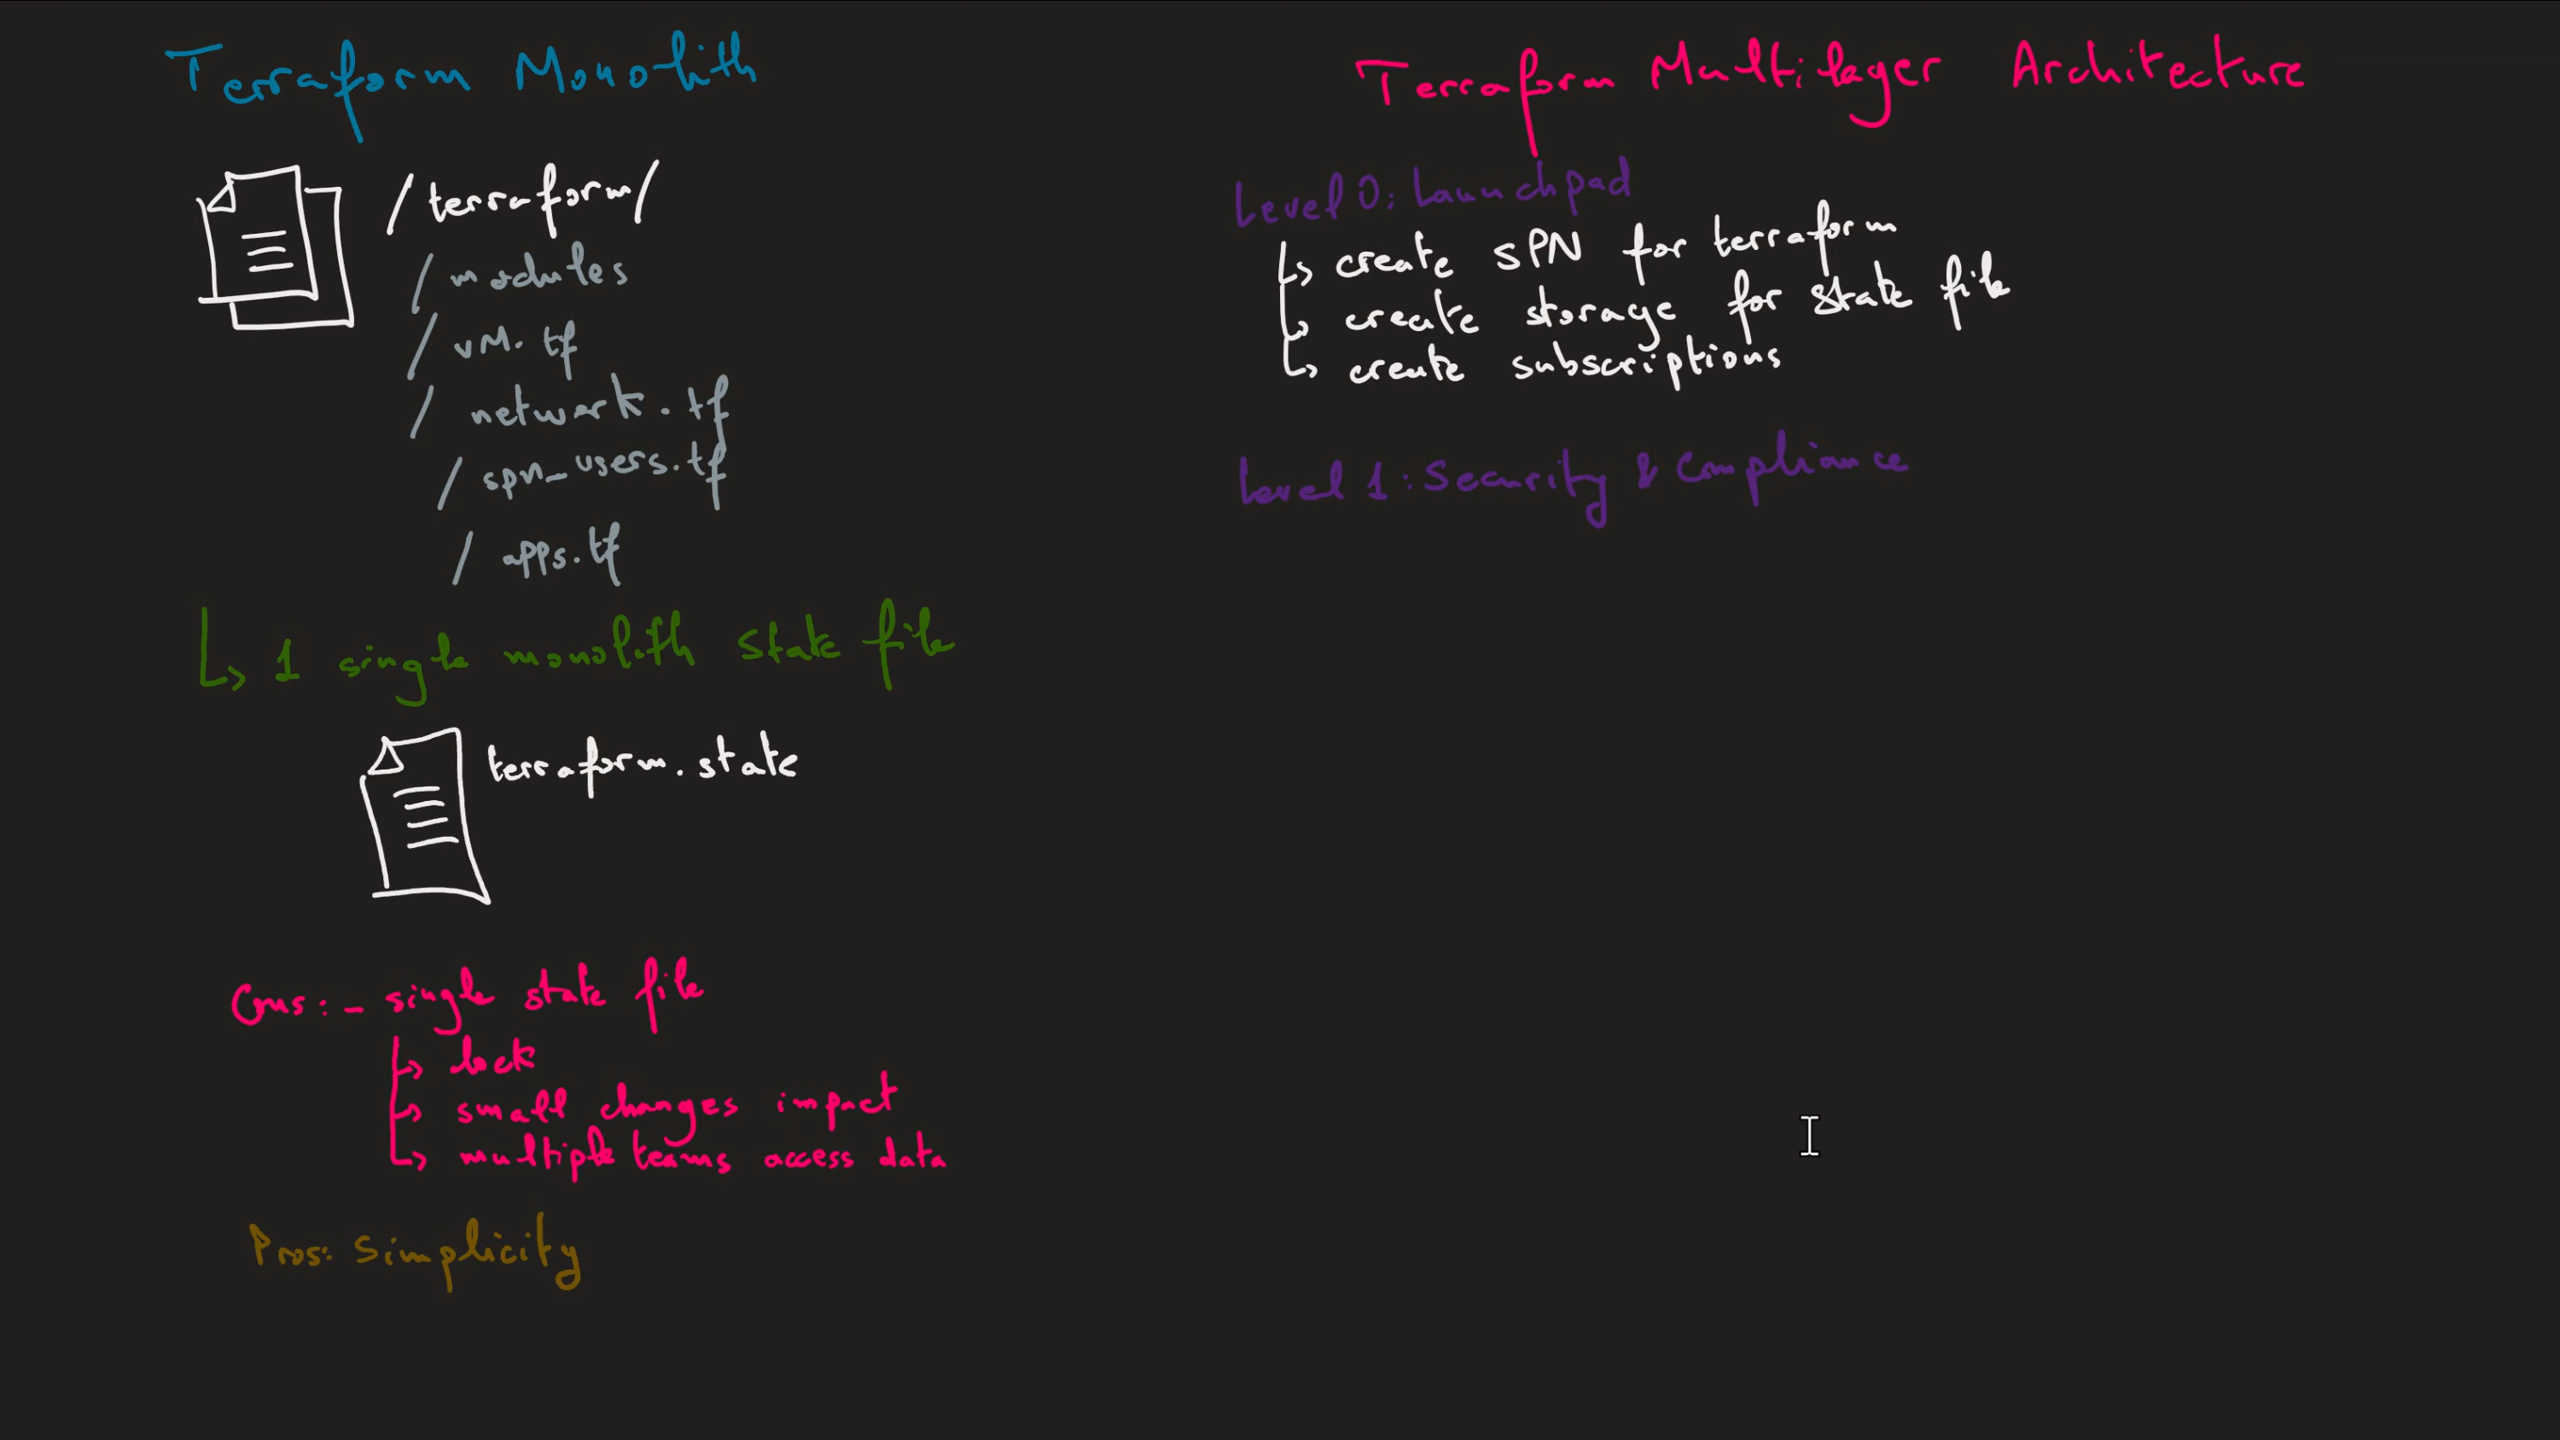 Terraform Monolith
/terraform/
/modules
/vM.tf
/network.tf
/spn_users.tf
/apps.tf
1 single monolith state file
terraform.state
Cons: - single state file
lock
small changes impact
multiple teams access data
Pros: Simplicity
Terraform Multilayer Architecture
Level 0: Launchpad
create SPN for terraform
create storage for state file
create subscriptions
Level 1: Security & Compliance